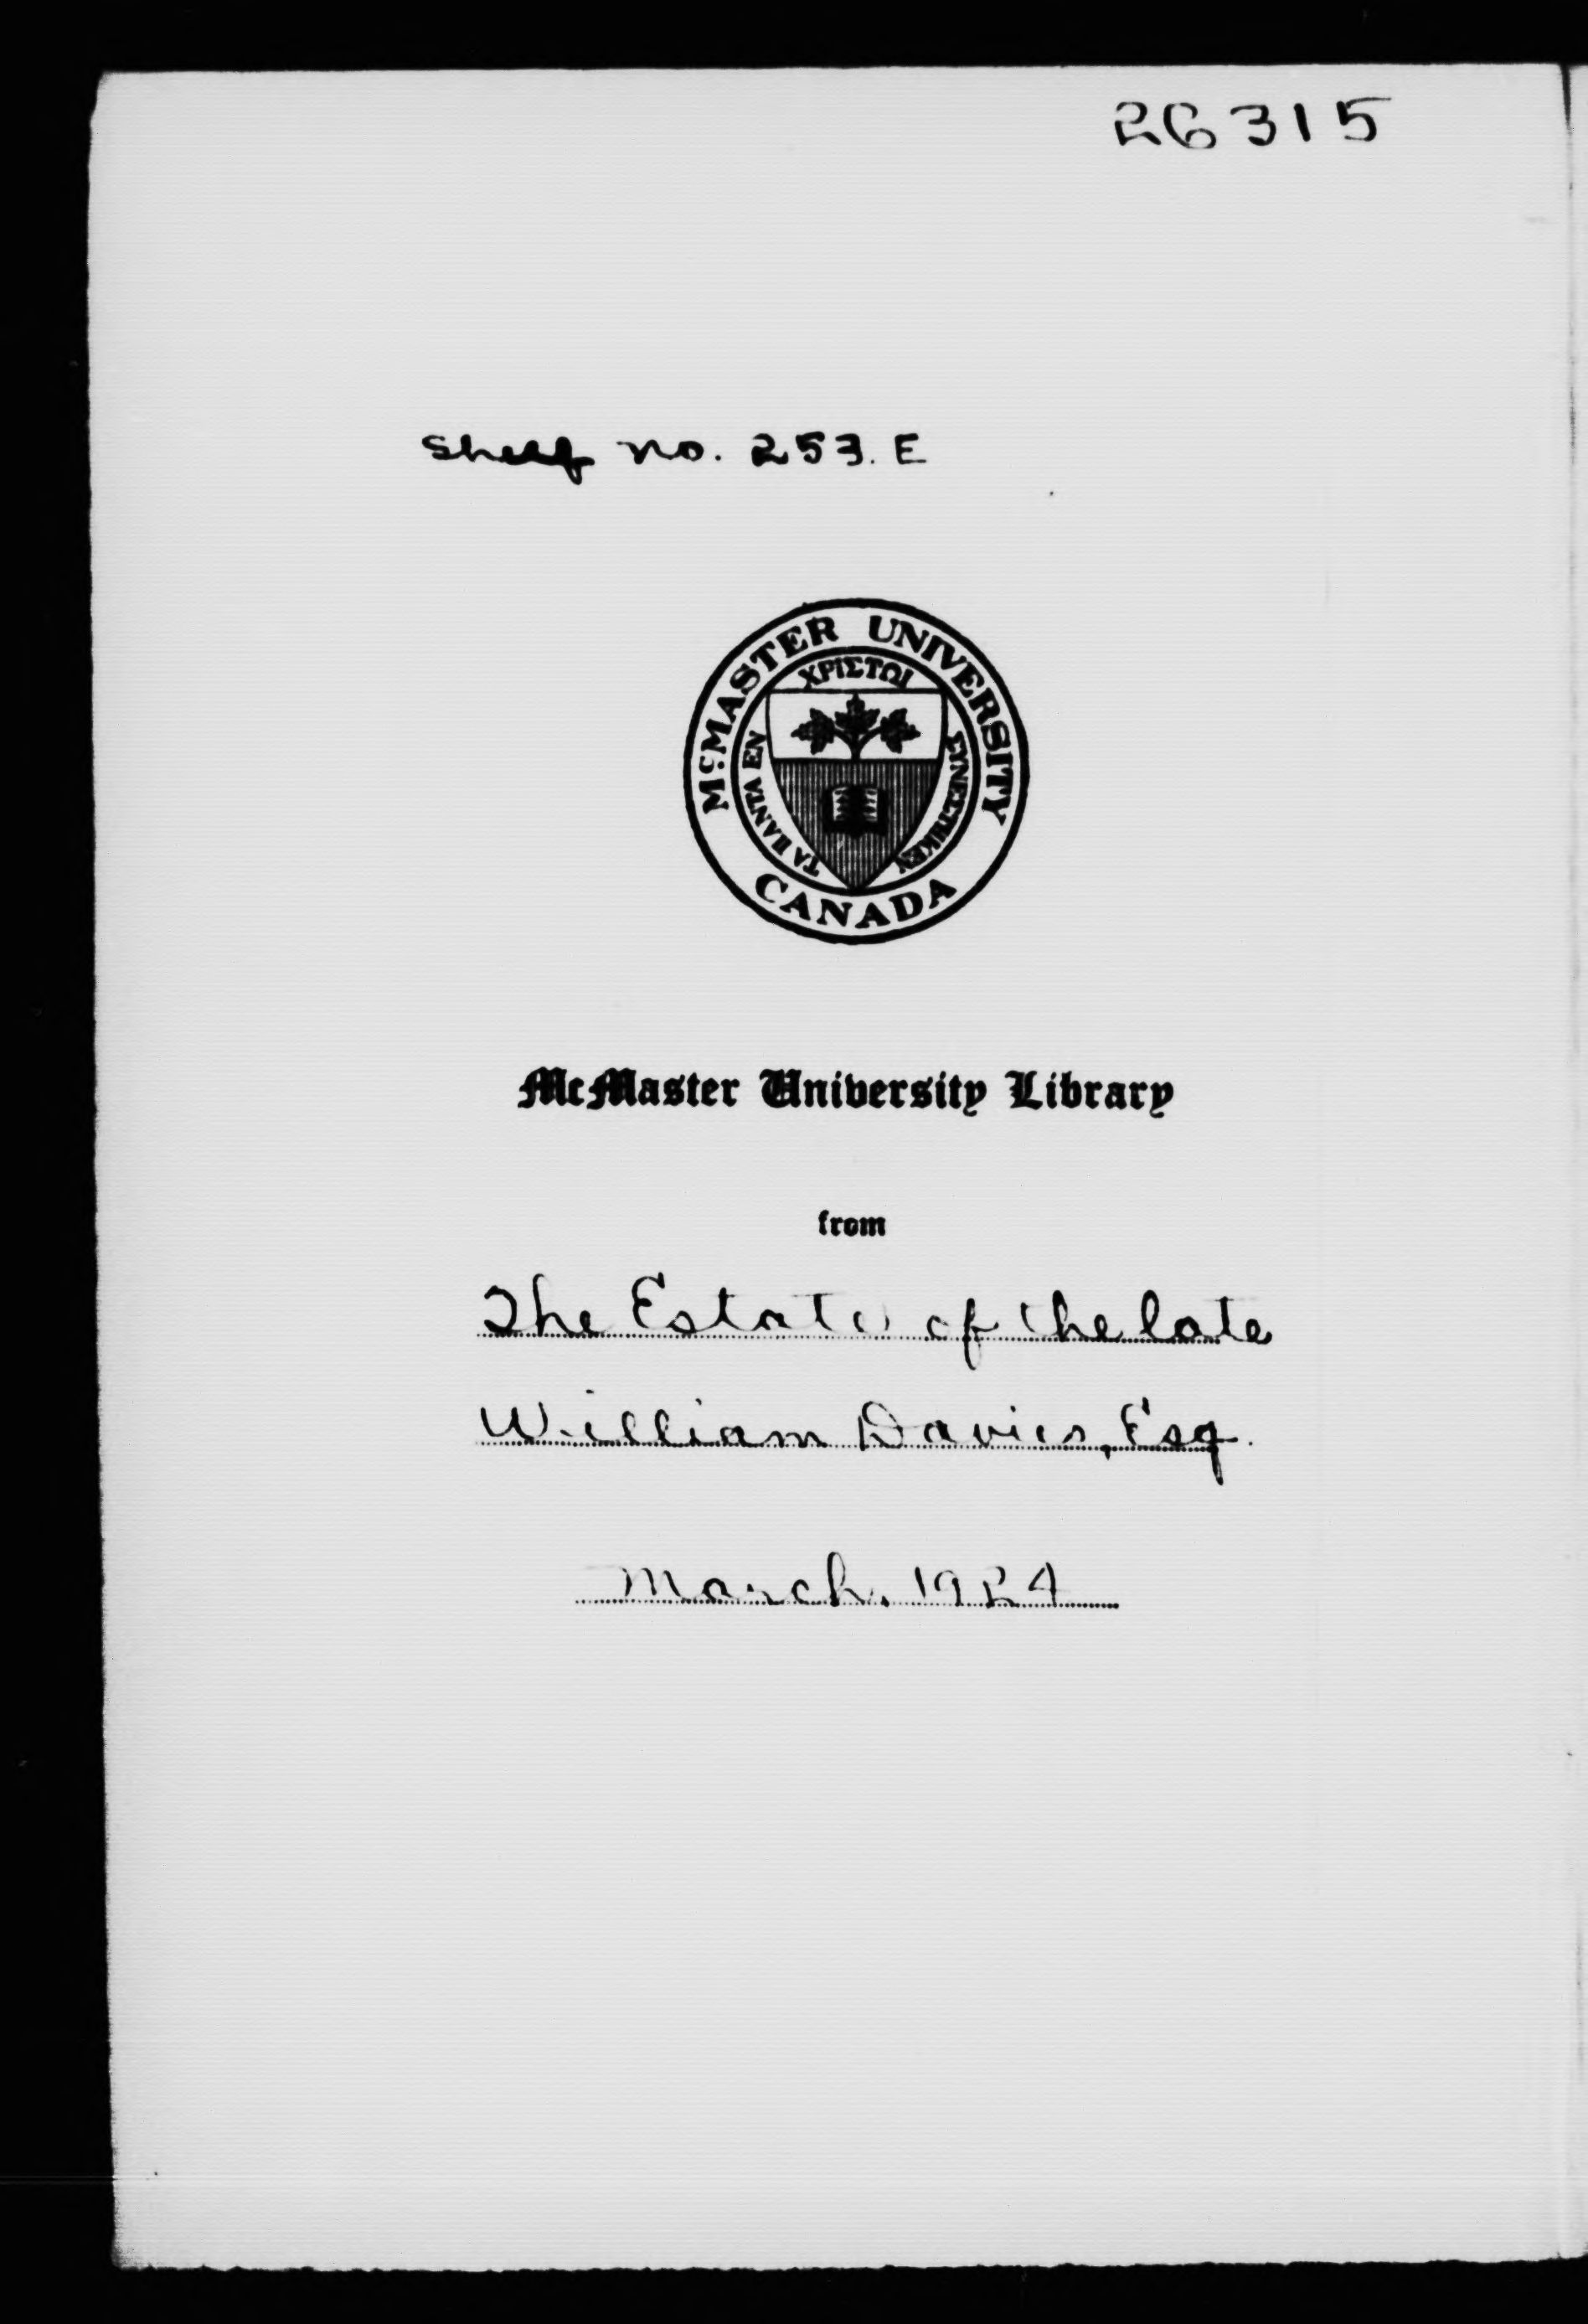 26315
Shelf no. 253.E
McMASTER UNIVERSITY
ΧΡΙΣΤΩΙ
ΤΑ ΠΑΝΤΑ ΕΝ
ΣΥΝΕΣΤΗΚΕΝ
CANADA
McMaster University Library
from
The Estate of the late
William Davies, Esq.
March, 1924